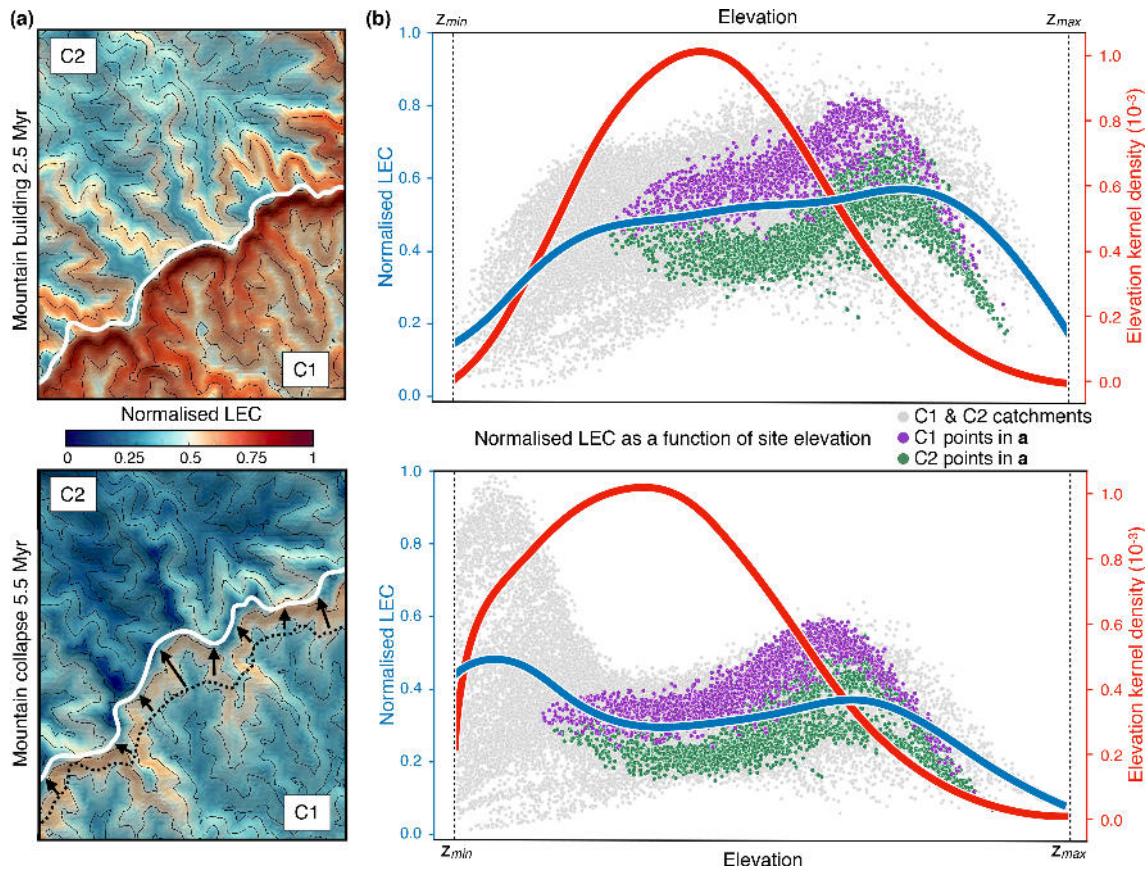 (a)
C2
C1
Mountain building 2.5 Myr
Normalised LEC
0 0.25 0.5 0.75 1
C2
C1
Mountain collapse 5.5 Myr
(b)
Elevation
zmin
zmax
1.0
0.8
0.6
0.4
0.2
0.0
Normalised LEC
1.0
0.8
0.6
0.4
0.2
0.0
Elevation kernel density (10-3)
Normalised LEC as a function of site elevation
C1 & C2 catchments
C1 points in a
C2 points in a
1.0
0.8
0.6
0.4
0.2
0.0
Normalised LEC
1.0
0.8
0.6
0.4
0.2
0.0
Elevation kernel density (10-3)
zmin
Elevation
zmax